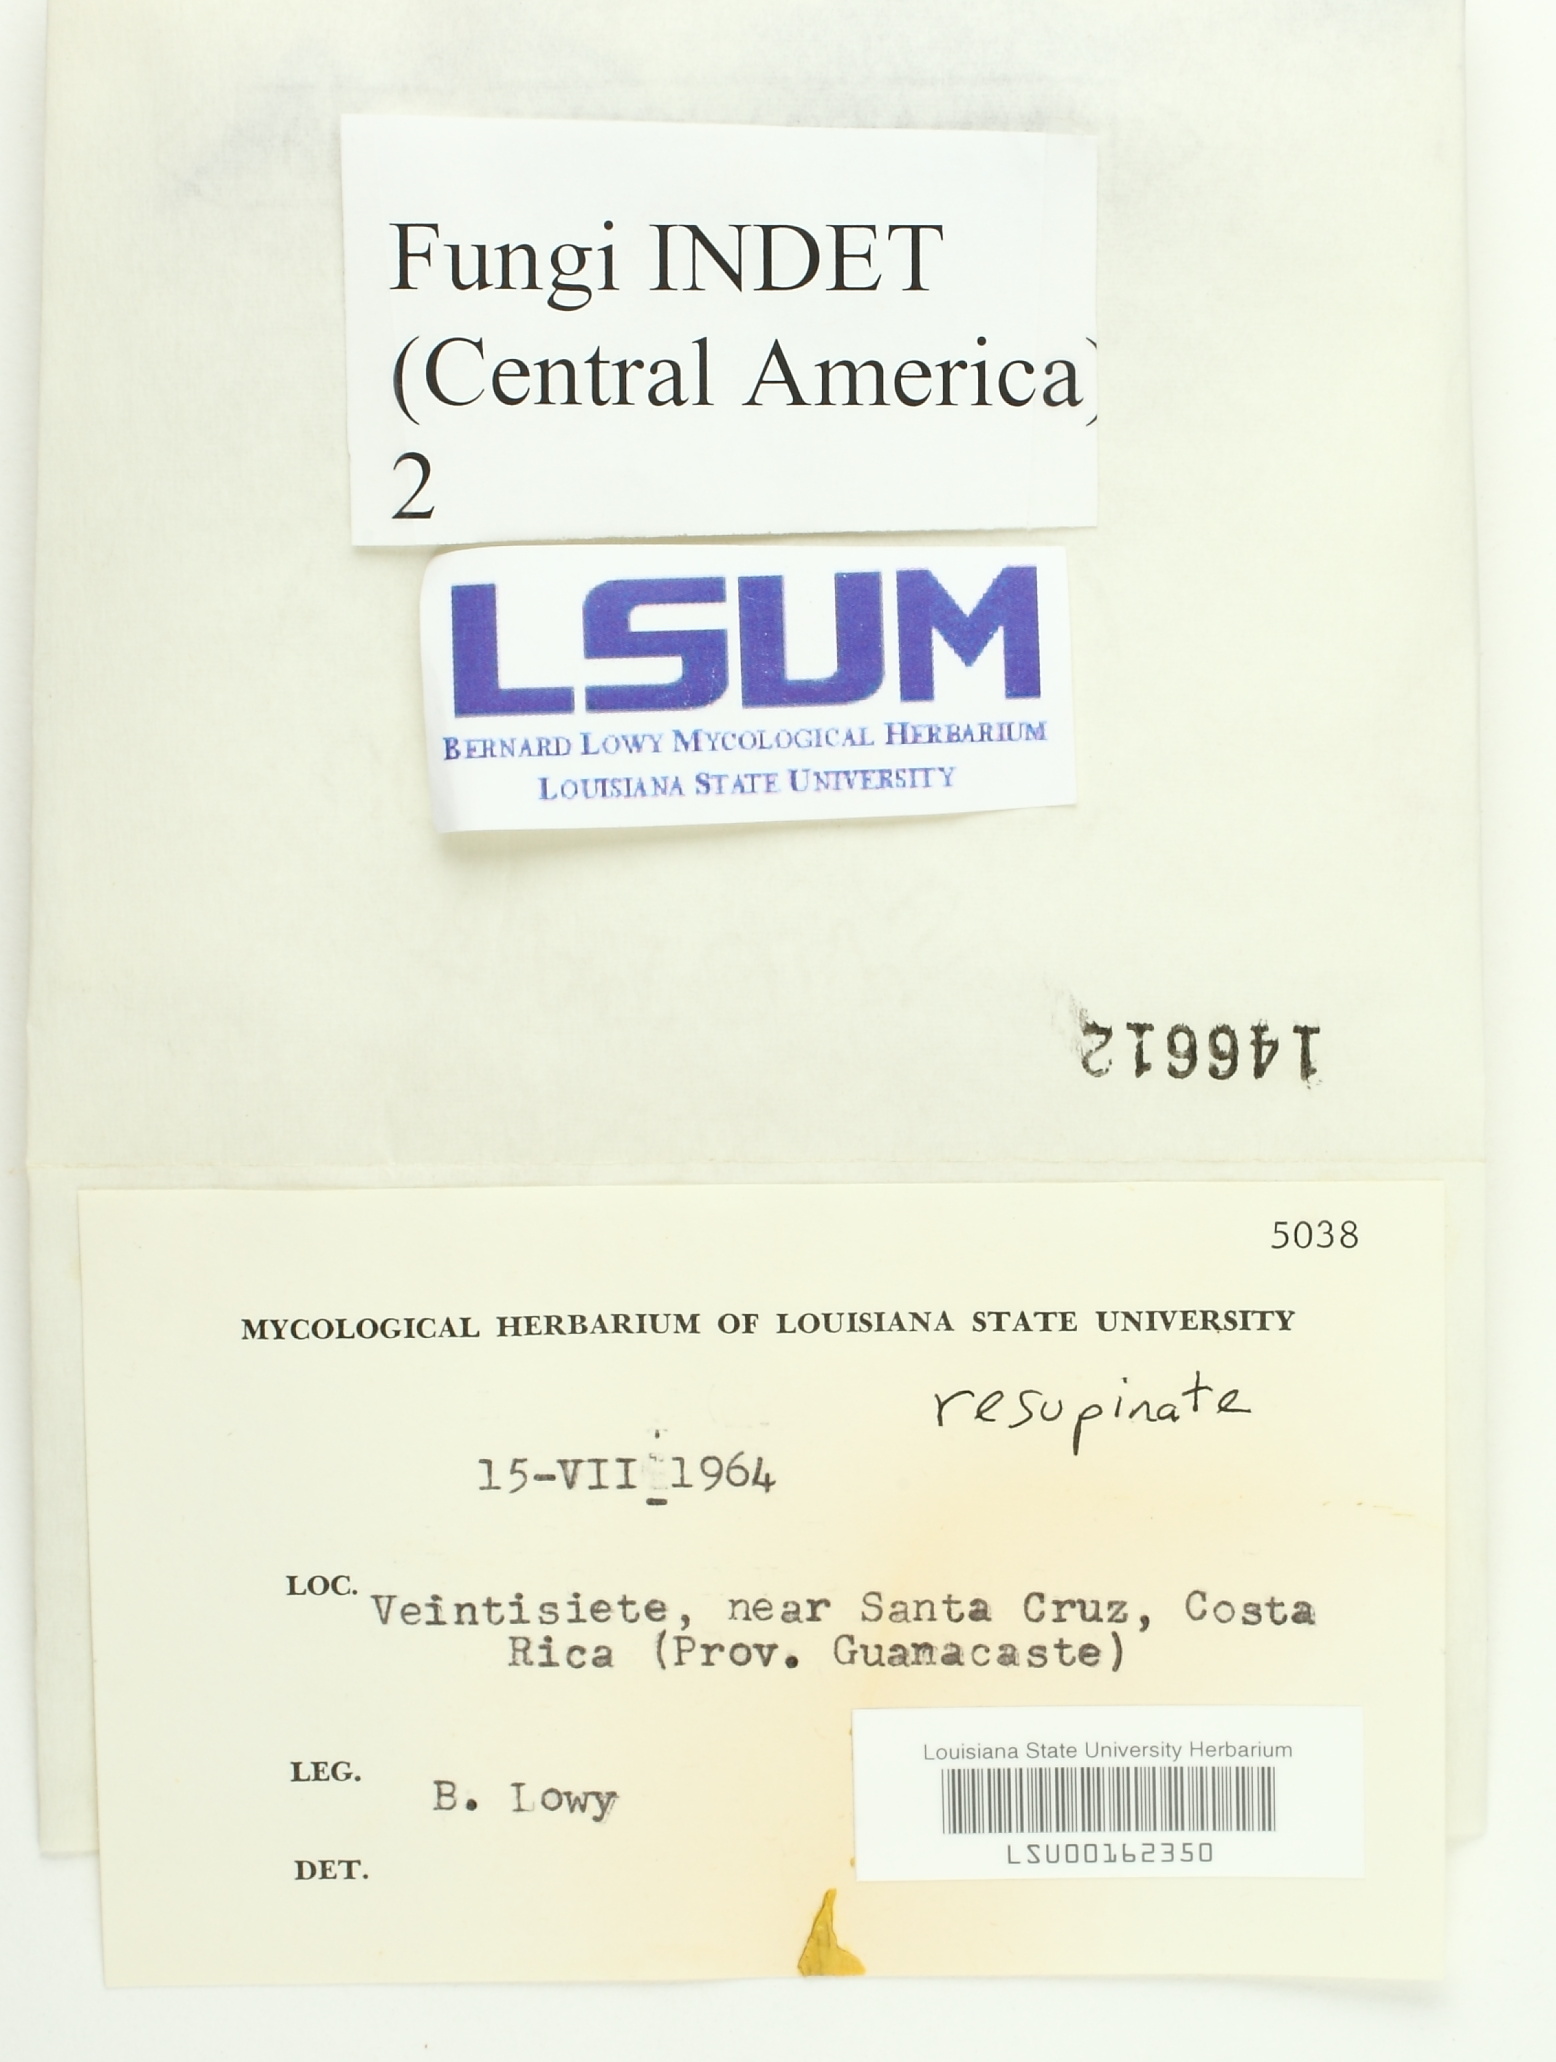 Fungi INDET
(Central America)
2
LSUM
BERNARD LOWY MYCOLOGICAL HERBARIUM
LOUISIANA STATE UNIVERSITY
146612
5038
MYCOLOGICAL HERBARIUM OF LOUISIANA STATE UNIVERSITY
resupinate
15-VII-1964
LOC. Veintisiete, near Santa Cruz, Costa
Rica (Prov. Guanacaste)
Louisiana State University Herbarium
LEG. B. Lowy
LSU00162350
DET.